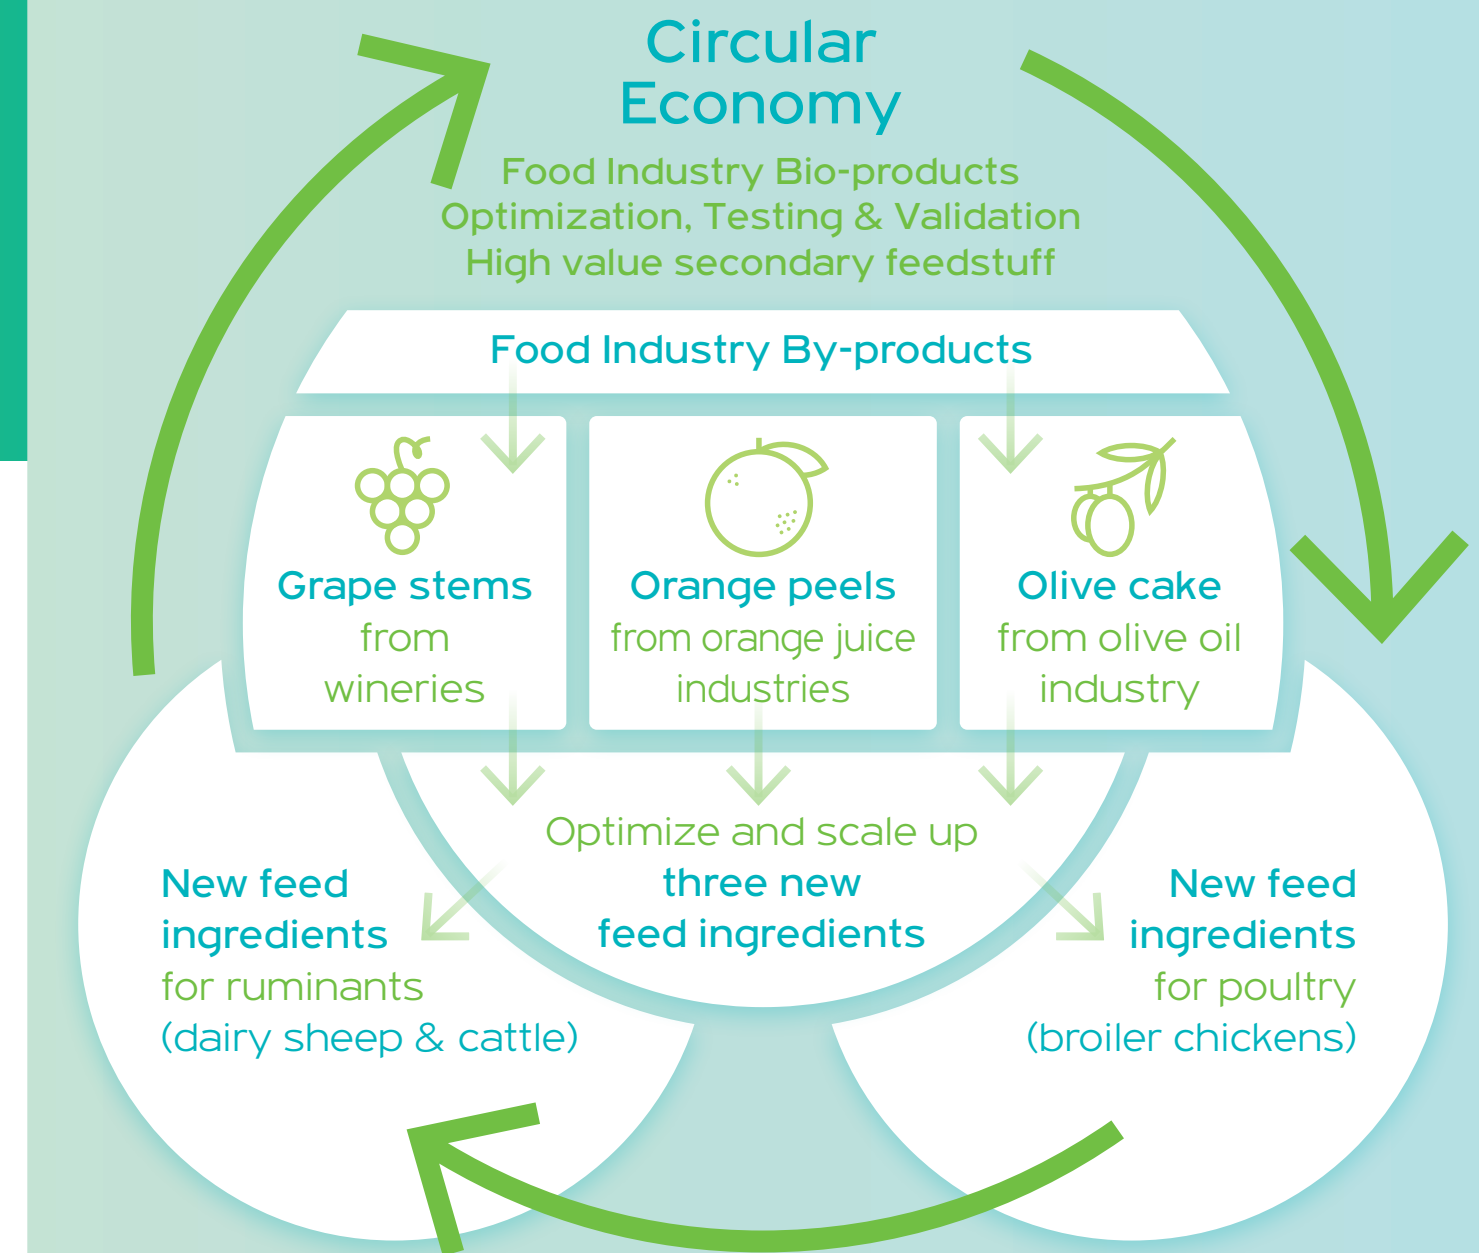 Circular
Economy
Food Industry Bio-products
Optimization, Testing & Validation
High value secondary feedstuff
Food Industry By-products
Grape stems
from
wineries
Orange peels
from orange juice
industries
Olive cake
from olive oil
industry
Optimize and scale up
three new
feed ingredients
New feed
ingredients
for ruminants
(dairy sheep & cattle)
New feed
ingredients
for poultry
(broiler chickens)